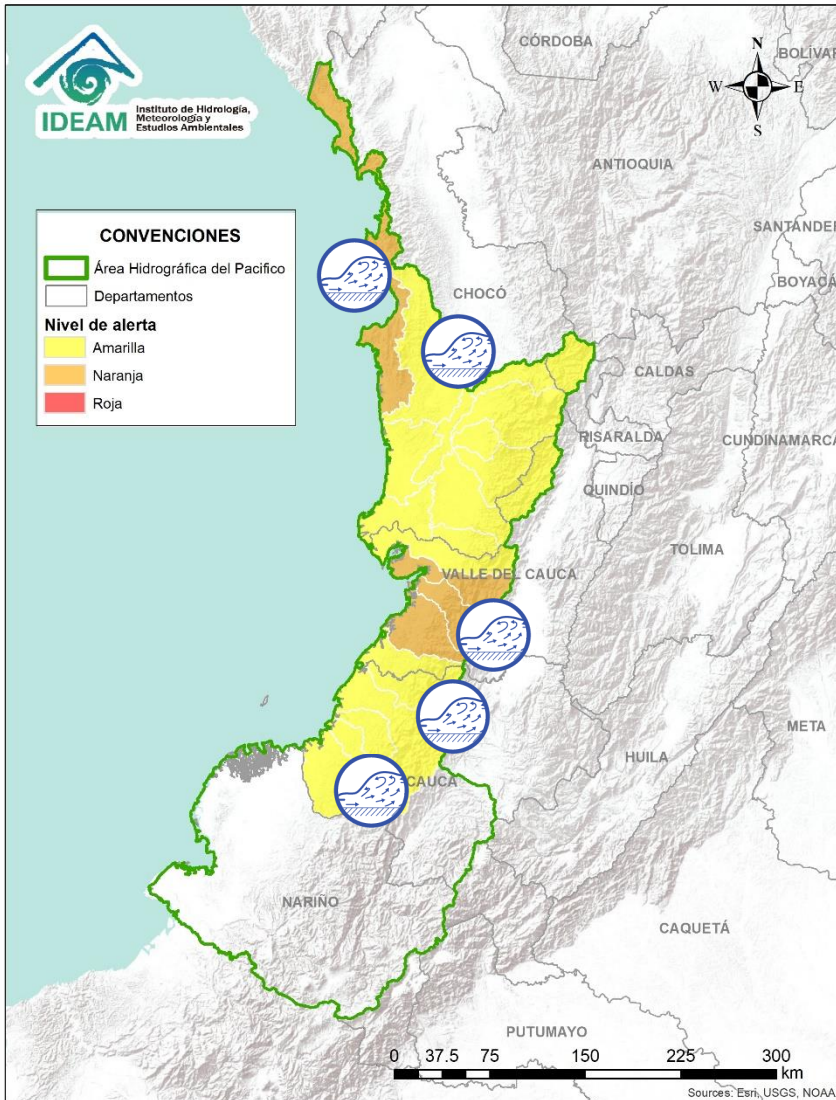 IDEAM
Instituto de Hidrología,
Meteorología y
Estudios Ambientales
CÓRDOBA
BOLÍVAR
N
W
E
S
ANTIOQUIA
SANTANDER
BOYACÁ
CONVENCIONES
Área Hidrográfica del Pacifico
Departamentos
Nivel de alerta
Amarilla
Naranja
Roja
CHOCÓ
CALDAS
RISARALDA
CUNDINAMARCA
QUINDÍO
TOLIMA
VALLE DEL CAUCA
META
HUILA
CAUCA
NARIÑO
CAQUETÁ
PUTUMAYO
0 37.5 75 150 225 300
km
Sources: Esri, USGS, NOAA